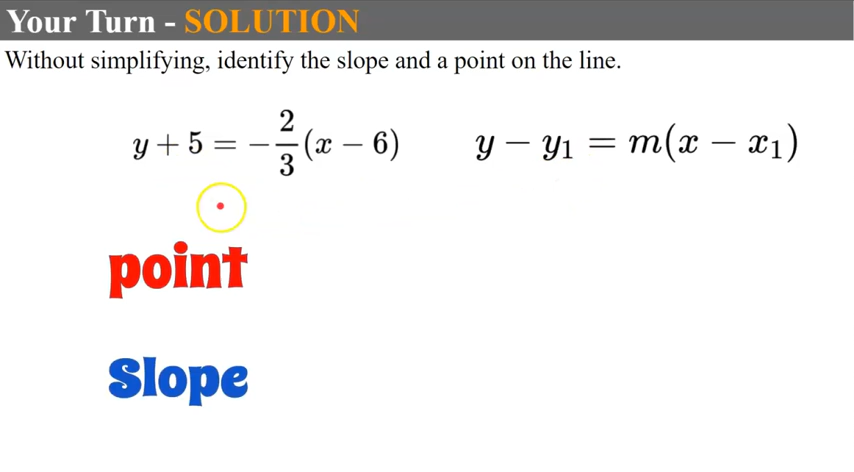 Your Turn - SOLUTION
Without simplifying, identify the slope and a point on the line.
y + 5 = −2/3(x − 6)
y − y₁ = m(x − x₁)
point
Slope